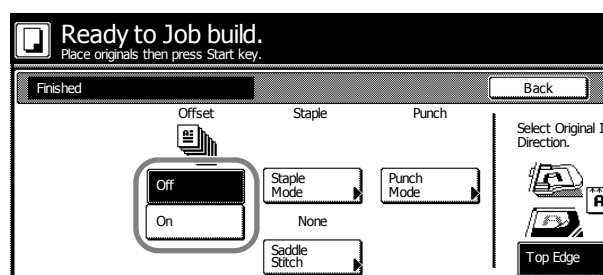 Ready to Job build.
Place originals then press Start key.
Finished
Back
Offset
Staple
Punch
Select Original
Direction.
Off
On
Staple
Mode
Punch
Mode
None
Saddle
Stitch
Top Edge